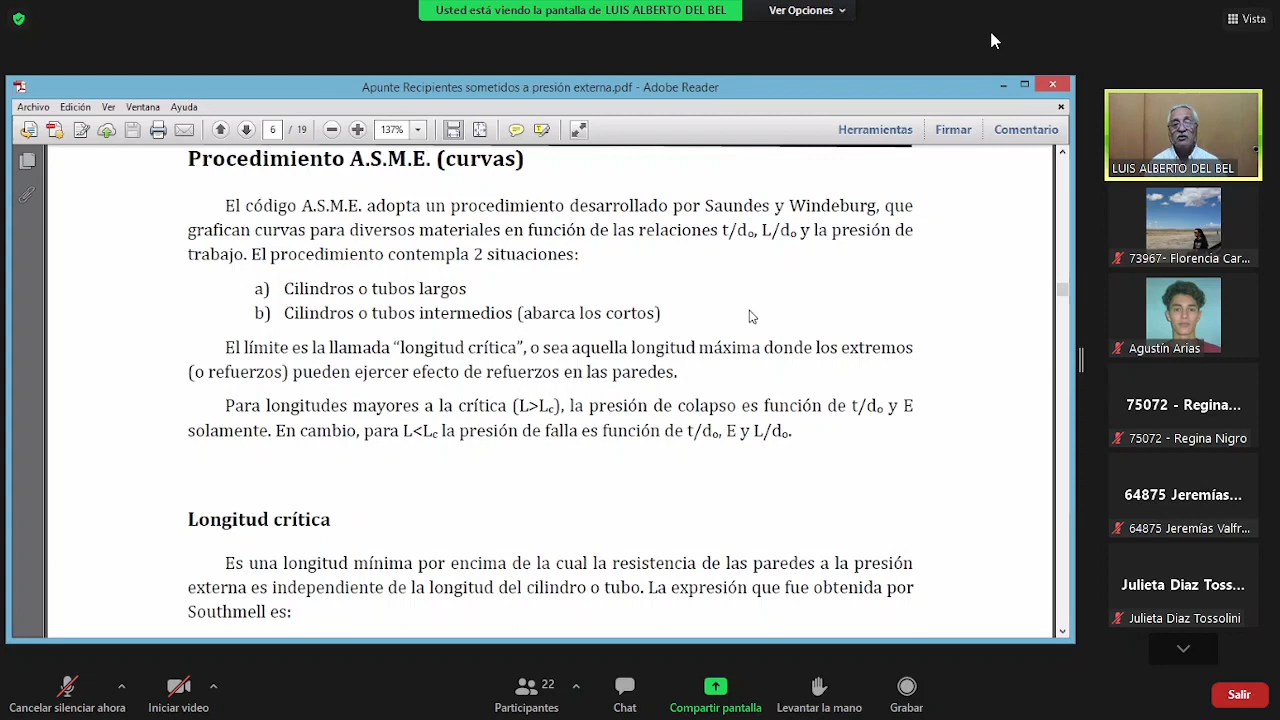 Usted está viendo la pantalla de LUIS ALBERTO DEL BEL
Ver Opciones
Vista
Apunte Recipientes sometidos a presión externa.pdf - Adobe Reader
Archivo Edición Ver Ventana Ayuda
6 / 19 137% Herramientas Firmar Comentario
Procedimiento A.S.M.E. (curvas)
El código A.S.M.E. adopta un procedimiento desarrollado por Saundes y Windeburg, que
grafican curvas para diversos materiales en función de las relaciones t/dₒ, L/dₒ y la presión de
trabajo. El procedimiento contempla 2 situaciones:
a) Cilindros o tubos largos
b) Cilindros o tubos intermedios (abarca los cortos)
El límite es la llamada “longitud crítica”, o sea aquella longitud máxima donde los extremos
(o refuerzos) pueden ejercer efecto de refuerzos en las paredes.
Para longitudes mayores a la crítica (L>Lc), la presión de colapso es función de t/dₒ y E
solamente. En cambio, para L<Lc la presión de falla es función de t/dₒ, E y L/dₒ.
Longitud crítica
Es una longitud mínima por encima de la cual la resistencia de las paredes a la presión
externa es independiente de la longitud del cilindro o tubo. La expresión que fue obtenida por
Southmell es:
LUIS ALBERTO DEL BEL
73967- Florencia Car...
Agustín Arias
75072 - Regina...
75072 - Regina Nigro
64875 Jeremías...
64875 Jeremías Valfr...
Julieta Diaz Toss...
Julieta Diaz Tossolini
Cancelar silenciar ahora
Iniciar video
22
Participantes
Chat
Compartir pantalla
Levantar la mano
Grabar
Salir